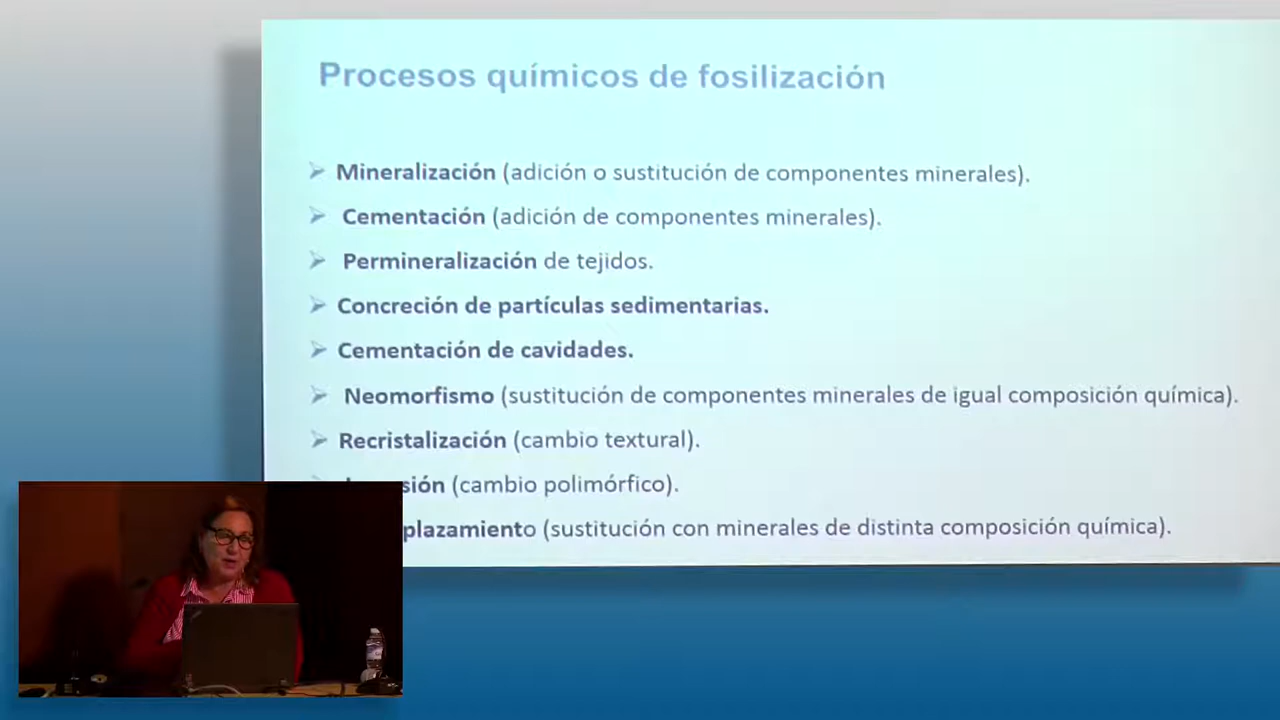 Procesos químicos de fosilización
Mineralización (adición o sustitución de componentes minerales).
Cementación (adición de componentes minerales).
Permineralización de tejidos.
Concreción de partículas sedimentarias.
Cementación de cavidades.
Neomorfismo (sustitución de componentes minerales de igual composición química).
Recristalización (cambio textural).
(cambio polimórfico).
(sustitución con minerales de distinta composición química).